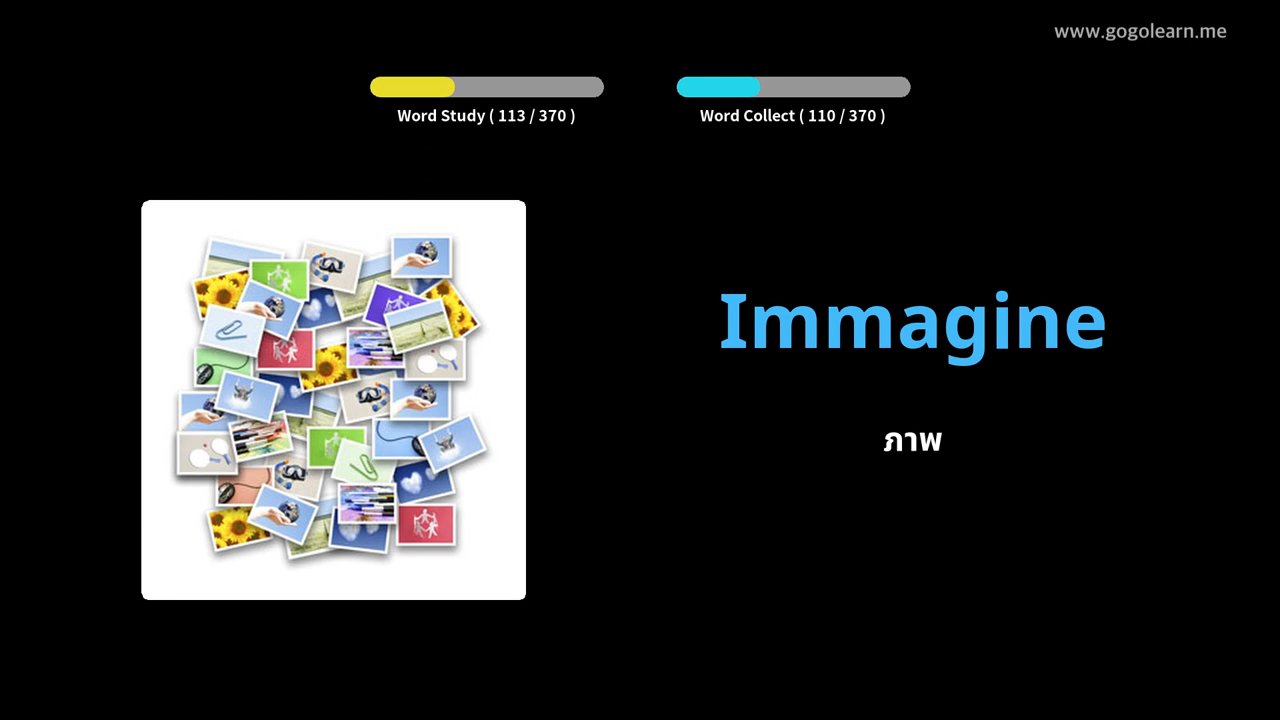 www.gogolearn.me
Word Study ( 113 / 370 )
Word Collect ( 110 / 370 )
Immagine
ภาพ